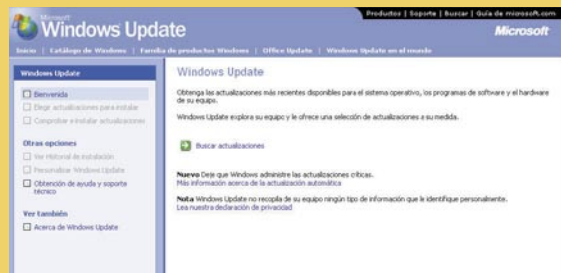 Productos | Soporte | Buscar | Guía de microsoft.com
Microsoft
Windows Update
Microsoft
Inicio | Catálogo de Windows | Familia de productos Windows | Office Update | Windows Update en el mundo
Windows Update
Bienvenida
Elegir actualizaciones para instalar
Comprobar e instalar actualizaciones
Otras opciones
Ver historial de instalación
Personalizar Windows Update
Obtención de ayuda y soporte
técnico
Ver también
Acerca de Windows Update
Windows Update
Obtenga las actualizaciones más recientes disponibles para el sistema operativo, los programas de software y el hardware
de su equipo.
Windows Update explora su equipo y le ofrece una selección de actualizaciones a su medida.
Buscar actualizaciones
Nuevo Deje que Windows administre las actualizaciones críticas.
Más información acerca de la actualización automática
Nota Windows Update no recopila de su equipo ningún tipo de información que le identifique personalmente.
Lea nuestra declaración de privacidad